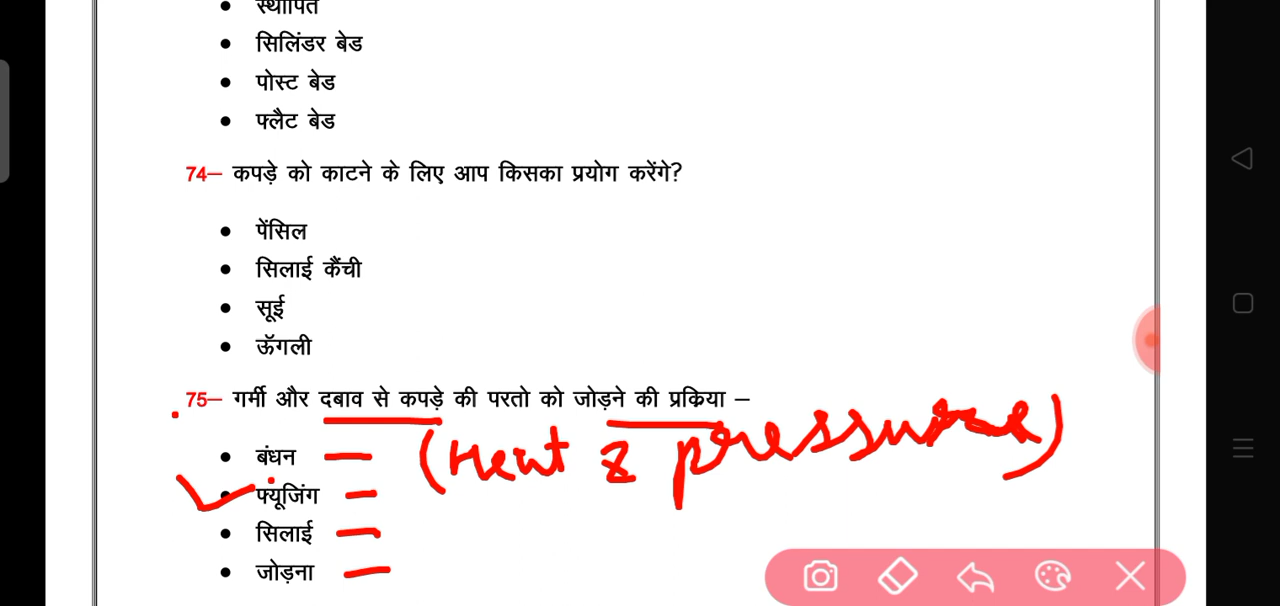 स्थापित
• सिलिंडर बेड
• पोस्ट बेड
• फ्लैट बेड
74– कपड़े को काटने के लिए आप किसका प्रयोग करेंगे?
• पेंसिल
• सिलाई कैंची
• सूई
• ऊॅगली
75– गर्मी और दबाव से कपड़े की परतो को जोड़ने की प्रकिया –
• बंधन – (Heat & pressure)
• फ्यूजिंग –
• सिलाई –
• जोड़ना –